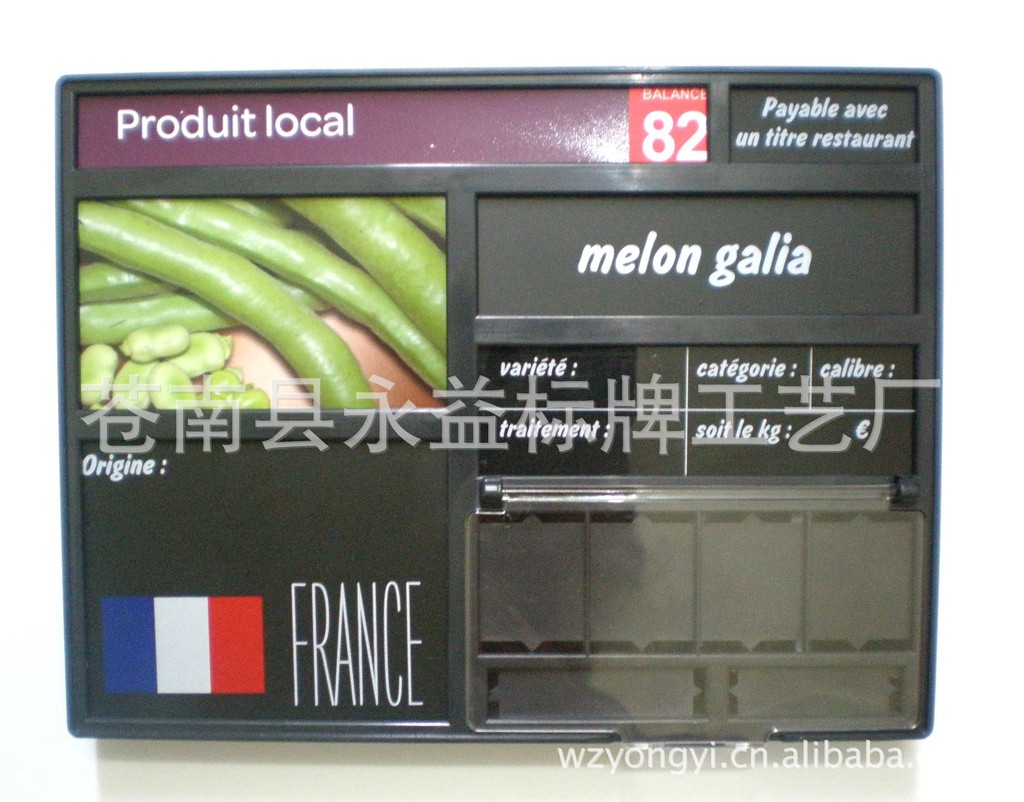 Produit local
BALANCE
82
Payable avec
un titre restaurant
melon galia
variété :
catégorie :
calibre :
苍南县永益标牌工艺厂
traitement :
soit le kg :
€
Origine :
FRANCE
wzyongyi.cn.alibaba.c